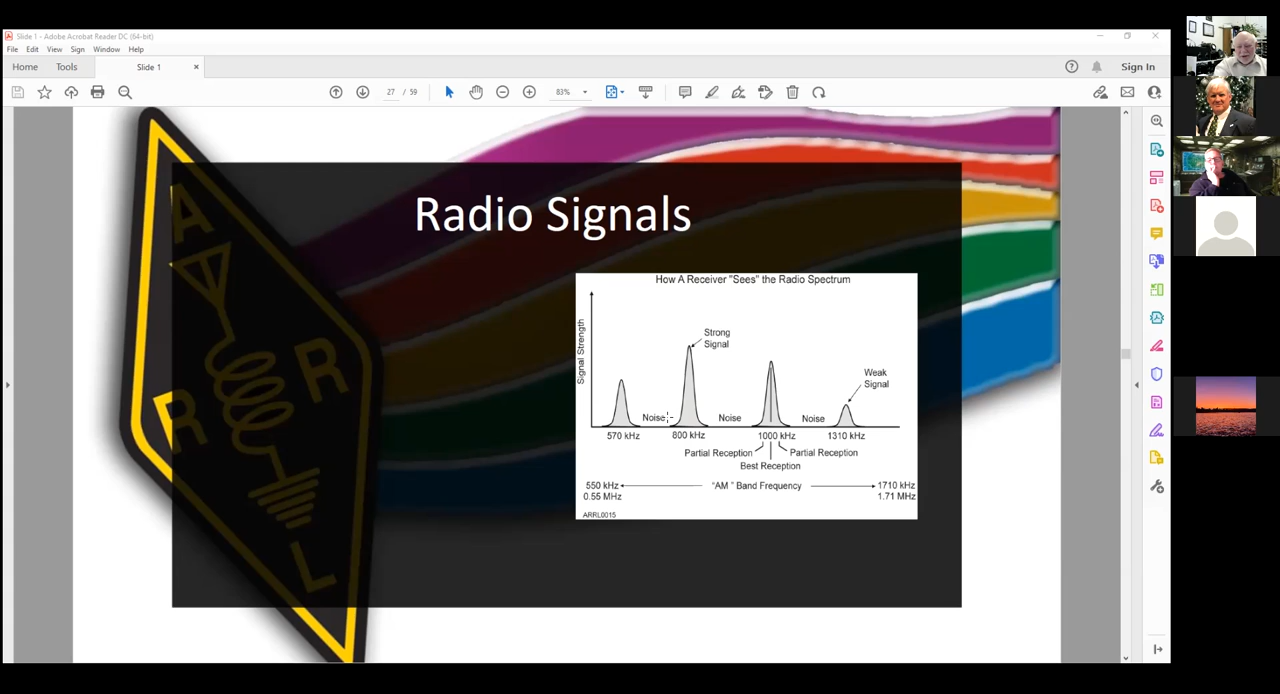 Slide 1 - Adobe Acrobat Reader DC (64-bit)
File Edit View Sign Window Help
Home Tools Slide 1 × Sign In
27 / 59 83%
A
R
R
L
Radio Signals
How A Receiver "Sees" the Radio Spectrum
Signal Strength
Strong
Signal
Weak
Signal
Noise Noise Noise
570 kHz 800 kHz 1000 kHz 1310 kHz
Partial Reception Partial Reception
Best Reception
550 kHz "AM " Band Frequency 1710 kHz
0.55 MHz 1.71 MHz
ARRL0015